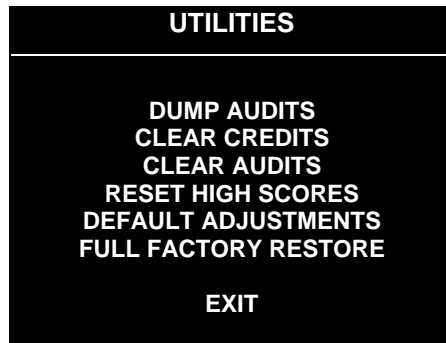 UTILITIES
DUMP AUDITS
CLEAR CREDITS
CLEAR AUDITS
RESET HIGH SCORES
DEFAULT ADJUSTMENTS
FULL FACTORY RESTORE
EXIT